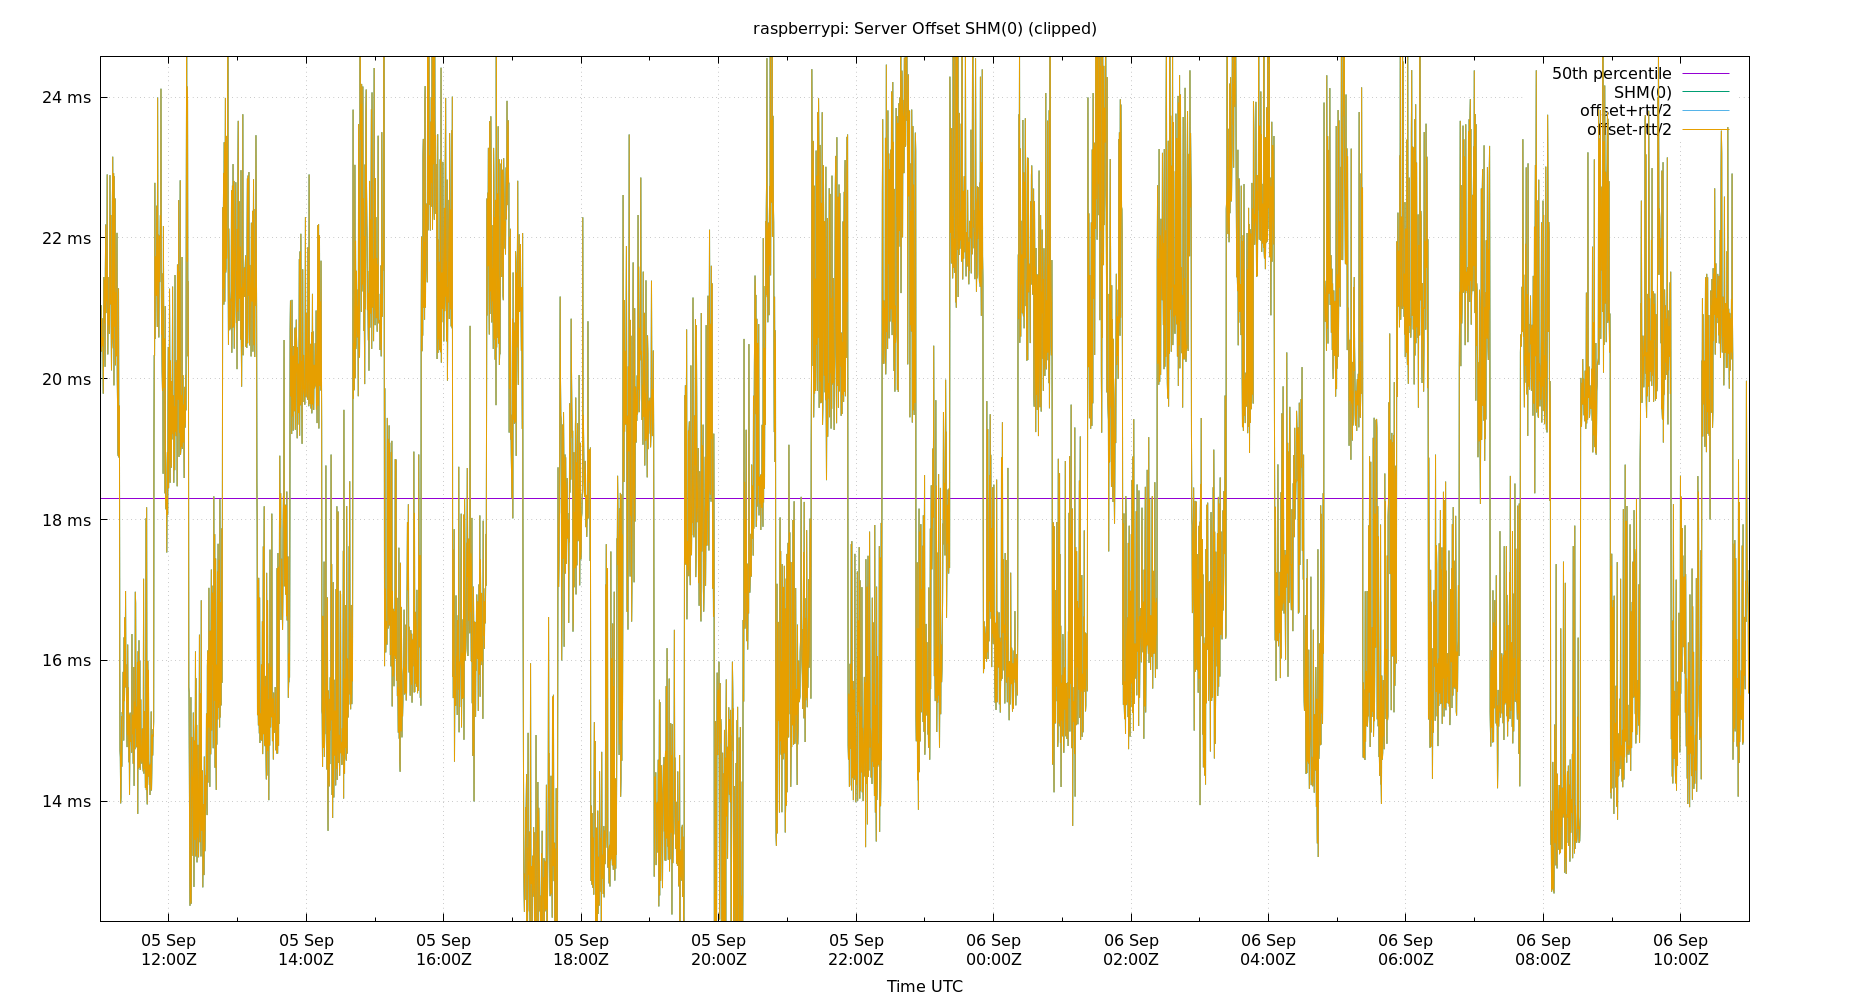 raspberrypi: Server Offset SHM(0) (clipped)
50th percentile
SHM(0)
offset+rtt/2
offset-rtt/2
24 ms
22 ms
20 ms
18 ms
16 ms
14 ms
05 Sep 05 Sep 05 Sep 05 Sep 05 Sep 05 Sep 06 Sep 06 Sep 06 Sep 06 Sep 06 Sep 06 Sep
12:00Z 14:00Z 16:00Z 18:00Z 20:00Z 22:00Z 00:00Z 02:00Z 04:00Z 06:00Z 08:00Z 10:00Z
Time UTC